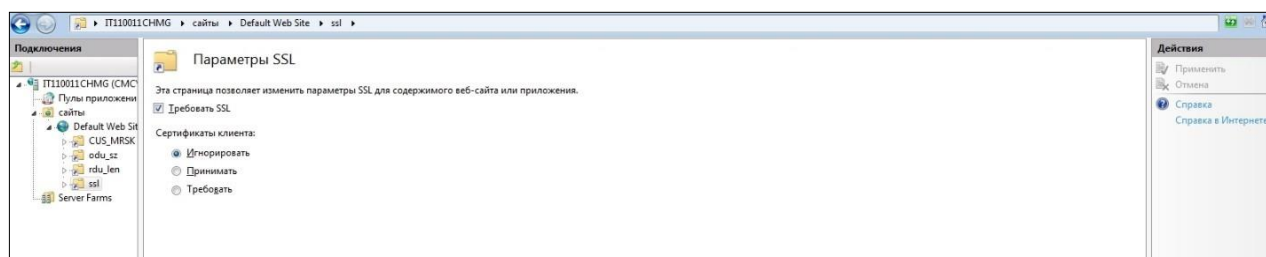 IT110011CHMG ▸ сайты ▸ Default Web Site ▸ ssl ▸
Подключения
IT110011CHMG (CMC\
Пулы приложени
сайты
Default Web Sit
CUS_MRSK
odu_sz
rdu_len
ssl
Server Farms
Параметры SSL
Эта страница позволяет изменить параметры SSL для содержимого веб-сайта или приложения.
Требовать SSL
Сертификаты клиента:
Игнорировать
Принимать
Требовать
Действия
Применить
Отмена
Справка
Справка в Интернете